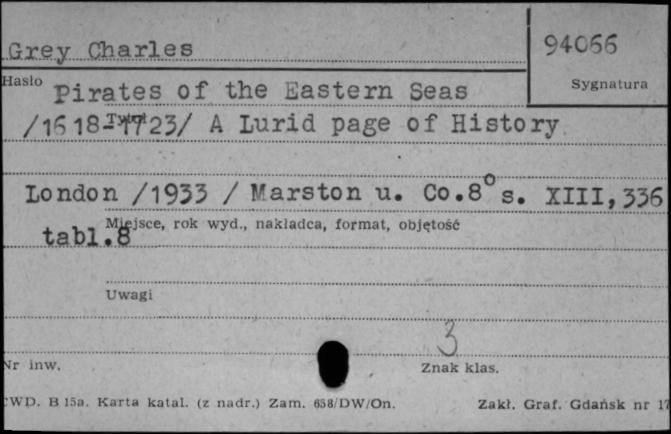 Grey Charles
94066
Hasło
Sygnatura
Pirates of the Eastern Seas
Tytuł
/1618-1723/ A Lurid page of History
London /1933 / Marston u. Co.8° s. XIII,336
Miejsce, rok wyd., nakładca, format, objętość
tabl.8
Uwagi
3
Nr inw.
Znak klas.
CWD. B 15a. Karta katal. (z nadr.) Zam. 658/DW/On.
Zakł. Graf. Gdańsk nr 17